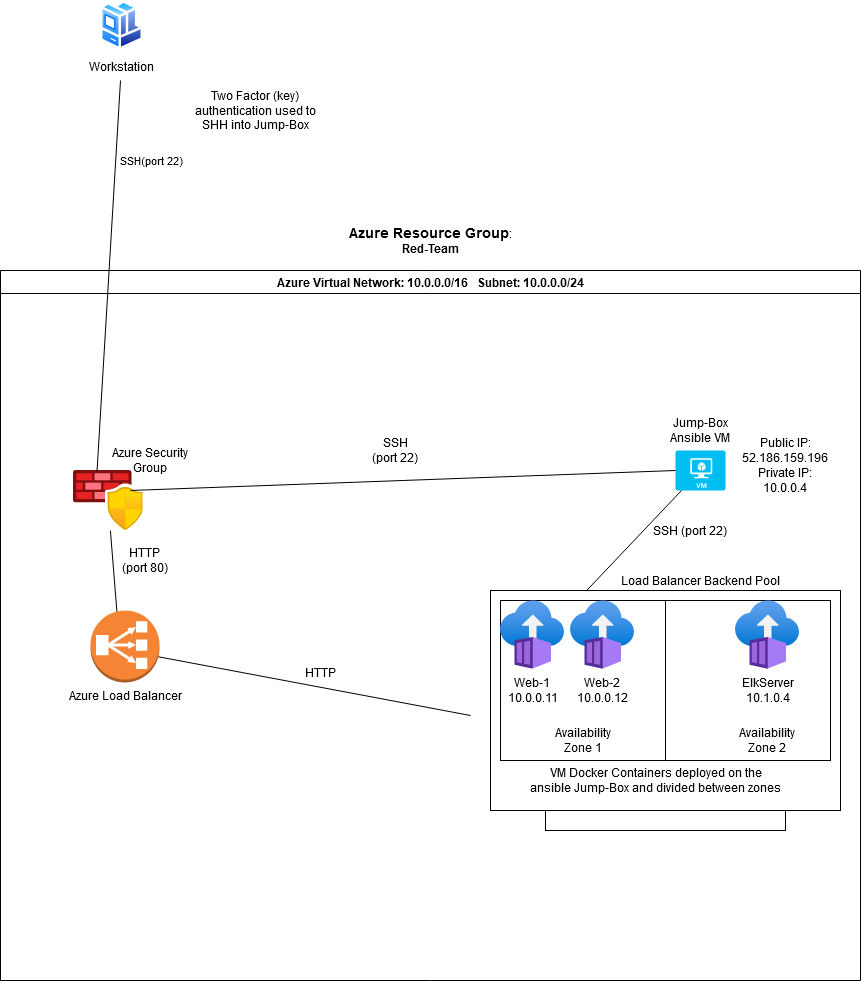 Workstation
Two Factor (key)
authentication used to
SHH into Jump-Box
SSH(port 22)
Azure Resource Group:
Red-Team
Azure Virtual Network: 10.0.0.0/16 Subnet: 10.0.0.0/24
Jump-Box
Ansible VM
Public IP:
52.186.159.196
Private IP:
10.0.0.4
VM
SSH
(port 22)
Azure Security
Group
SSH (port 22)
HTTP
(port 80)
Load Balancer Backend Pool
Azure Load Balancer
HTTP
Web-1
10.0.0.11
Web-2
10.0.0.12
ElkServer
10.1.0.4
Availability
Zone 1
Availability
Zone 2
VM Docker Containers deployed on the
ansible Jump-Box and divided between zones